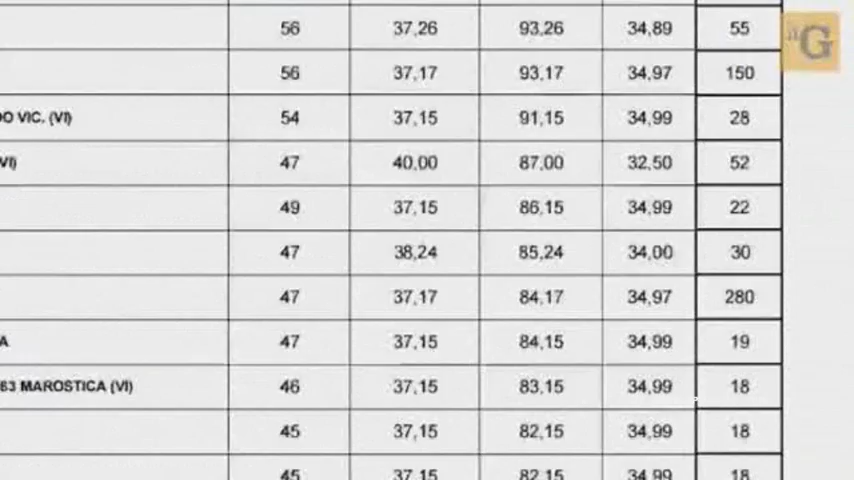 ilG
56 37,26 93,26 34,89 55
56 37,17 93,17 34,97 150
DO VIC. (VI) 54 37,15 91,15 34,99 28
VI) 47 40,00 87,00 32,50 52
49 37,15 86,15 34,99 22
47 38,24 85,24 34,00 30
47 37,17 84,17 34,97 280
A 47 37,15 84,15 34,99 19
63 MAROSTICA (VI) 46 37,15 83,15 34,99 18
45 37,15 82,15 34,99 18
45 37,15 82,15 34,99 18